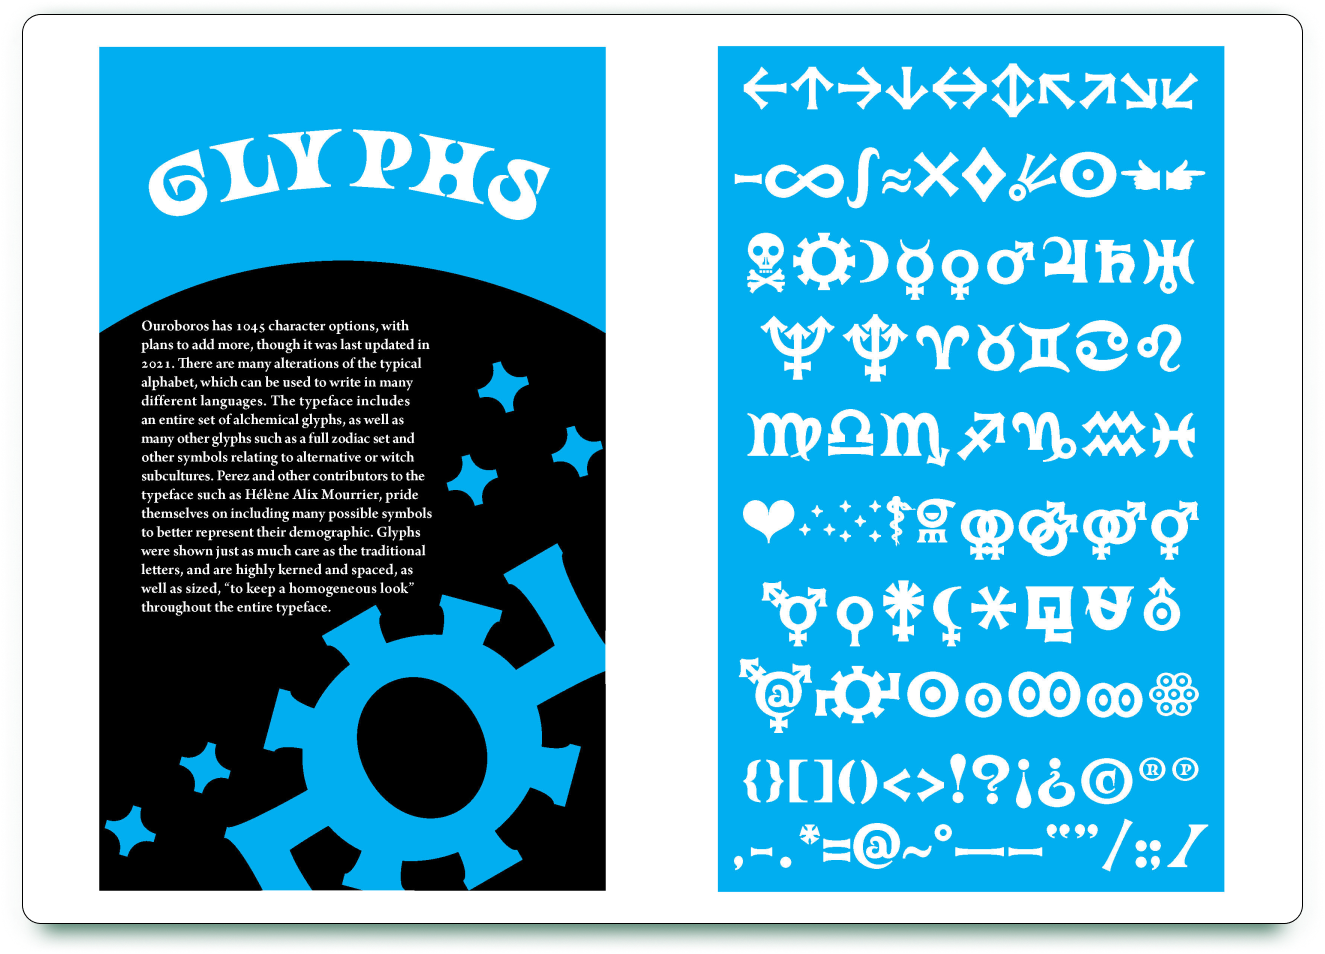 GLYPHS
Ouroboros has 1045 character options, with
plans to add more, though it was last updated in
2021. There are many alterations of the typical
alphabet, which can be used to write in many
different languages. The typeface includes
an entire set of alchemical glyphs, as well as
many other glyphs such as a full zodiac set and
other symbols relating to alternative or witch
subcultures. Perez and other contributors to the
typeface such as Hélène Alix Mourrier, pride
themselves on including many possible symbols
to better represent their demographic. Glyphs
were shown just as much care as the traditional
letters, and are highly kerned and spaced, as
well as sized, “to keep a homogeneous look”
throughout the entire typeface.
←↑→↓↔↕↖↗↘↙
-∞∫≈×◊☄☉☚☛
☠☼☽☿♀♂♃♄♅
♆♈♉♊♋♌
♍♎♏♐♑♒♓
❤⚢⚣⚤⚥
{}[]()<>!?¡¿©®℗
,-.*=@~°—–"”/:;/